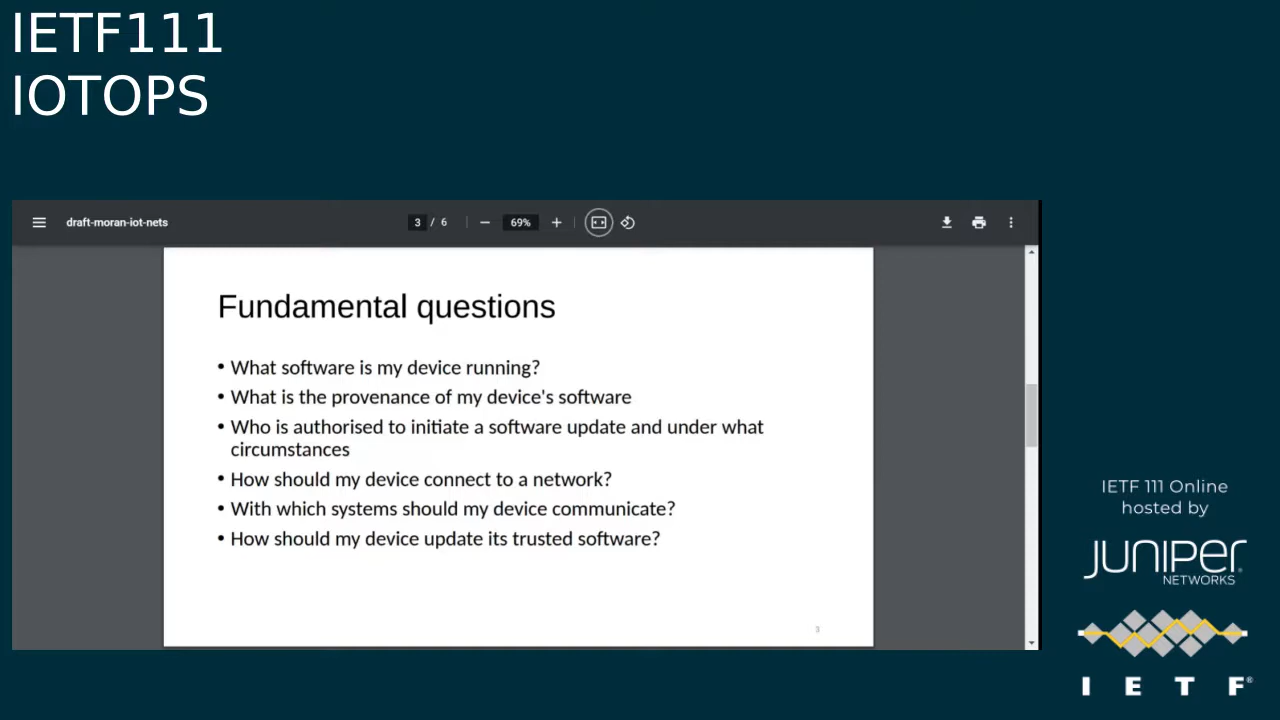 IETF111
IOTOPS
draft-moran-iot-nets
3 / 6
69%
Fundamental questions
• What software is my device running?
• What is the provenance of my device's software
• Who is authorised to initiate a software update and under what
circumstances
• How should my device connect to a network?
• With which systems should my device communicate?
• How should my device update its trusted software?
3
IETF 111 Online
hosted by
JUNIPER
NETWORKS
I E T F®